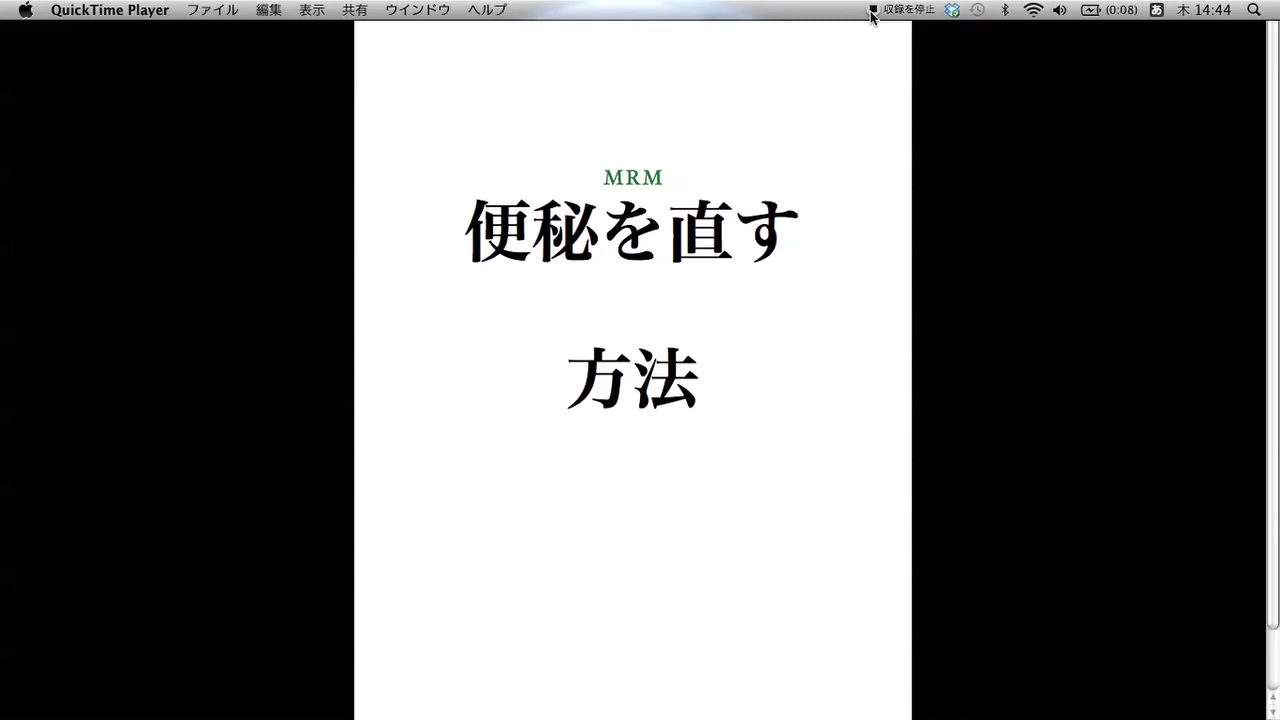 QuickTime Player ファイル 編集 表示 共有 ウインドウ ヘルプ 収録を停止 (0:08) あ 木 14:44
MRM
便秘を直す
方法